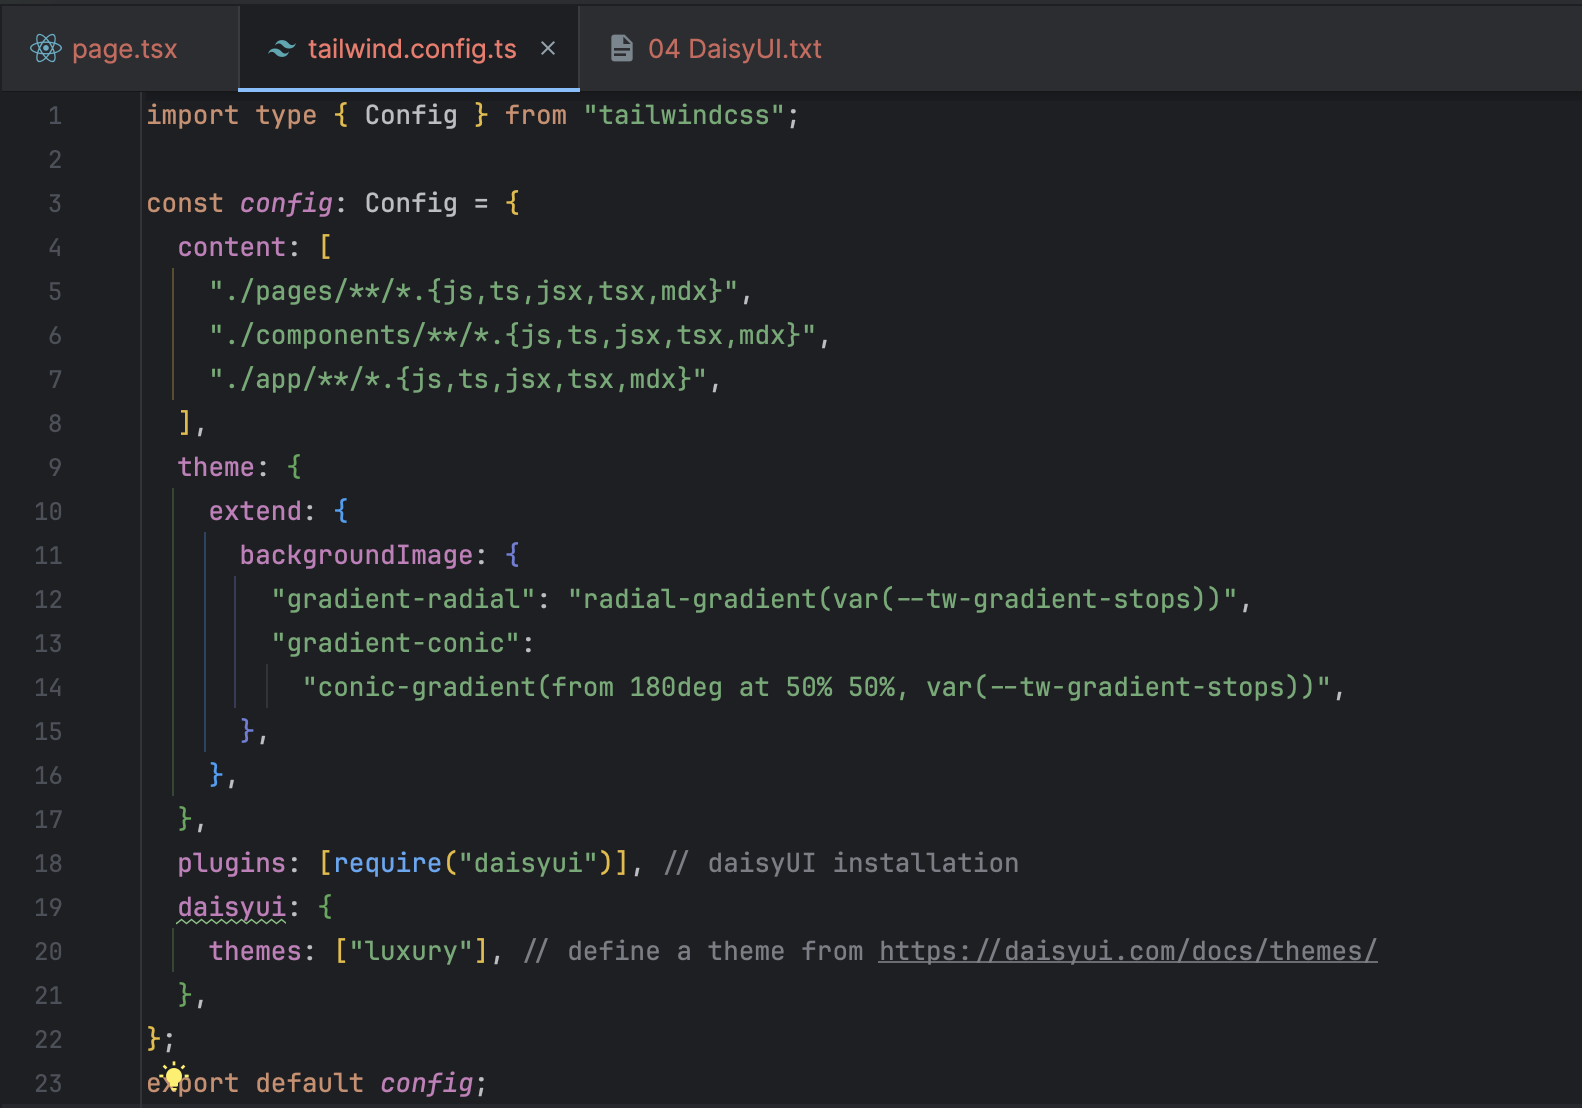 page.tsx
tailwind.config.ts ×
04 DaisyUI.txt
1 import type { Config } from "tailwindcss";
2
3 const config: Config = {
4   content: [
5     "./pages/**/*.{js,ts,jsx,tsx,mdx}",
6     "./components/**/*.{js,ts,jsx,tsx,mdx}",
7     "./app/**/*.{js,ts,jsx,tsx,mdx}",
8   ],
9   theme: {
10     extend: {
11       backgroundImage: {
12         "gradient-radial": "radial-gradient(var(--tw-gradient-stops))",
13         "gradient-conic":
14           "conic-gradient(from 180deg at 50% 50%, var(--tw-gradient-stops))",
15       },
16     },
17   },
18   plugins: [require("daisyui")], // daisyUI installation
19   daisyui: {
20     themes: ["luxury"], // define a theme from https://daisyui.com/docs/themes/
21   },
22 };
23 export default config;